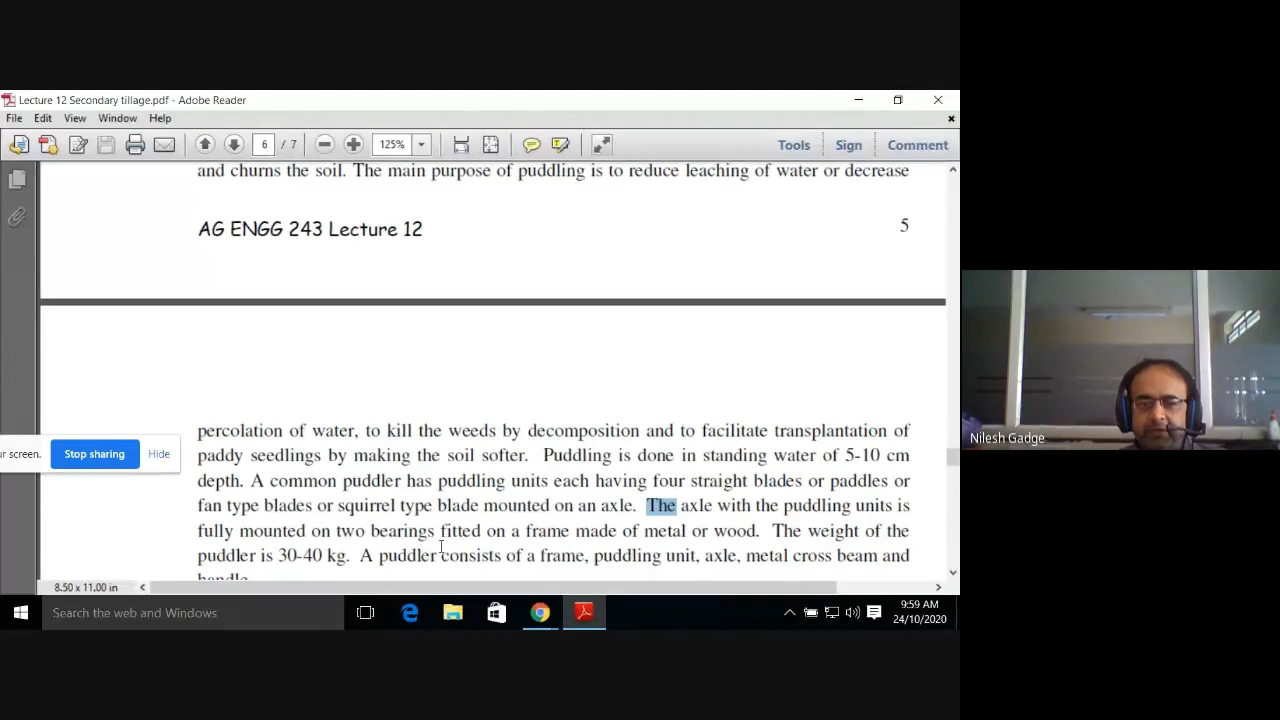 Lecture 12 Secondary tillage.pdf - Adobe Reader
File Edit View Window Help
6 / 7 125% Tools Sign Comment
and churns the soil. The main purpose of puddling is to reduce leaching of water or decrease
AG ENGG 243 Lecture 12 5
percolation of water, to kill the weeds by decomposition and to facilitate transplantation of
paddy seedlings by making the soil softer. Puddling is done in standing water of 5-10 cm
depth. A common puddler has puddling units each having four straight blades or paddles or
fan type blades or squirrel type blade mounted on an axle. The axle with the puddling units is
fully mounted on two bearings fitted on a frame made of metal or wood. The weight of the
puddler is 30-40 kg. A puddler consists of a frame, puddling unit, axle, metal cross beam and
handle
ur screen. Stop sharing Hide
Nilesh Gadge
8.50 x 11.00 in
Search the web and Windows
9:59 AM
24/10/2020